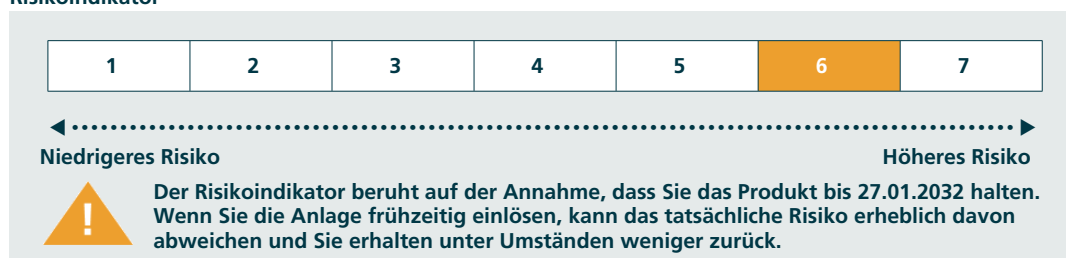 Risikoindikator
1 2 3 4 5 6 7
Niedrigeres Risiko Höheres Risiko
Der Risikoindikator beruht auf der Annahme, dass Sie das Produkt bis 27.01.2032 halten.
Wenn Sie die Anlage frühzeitig einlösen, kann das tatsächliche Risiko erheblich davon
abweichen und Sie erhalten unter Umständen weniger zurück.